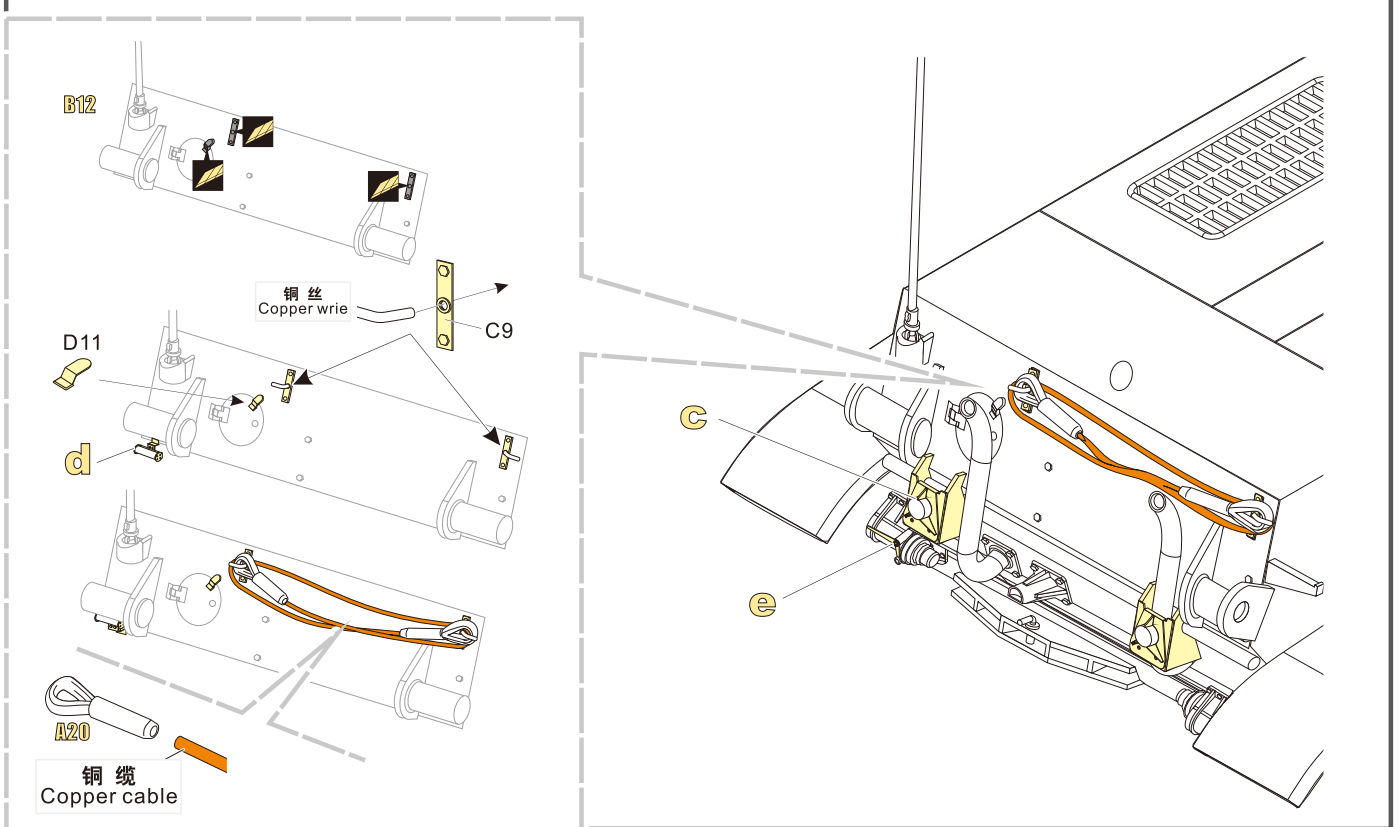 B12
铜 丝
Copper wrie
C9
D11
d
c
e
A20
铜 缆
Copper cable